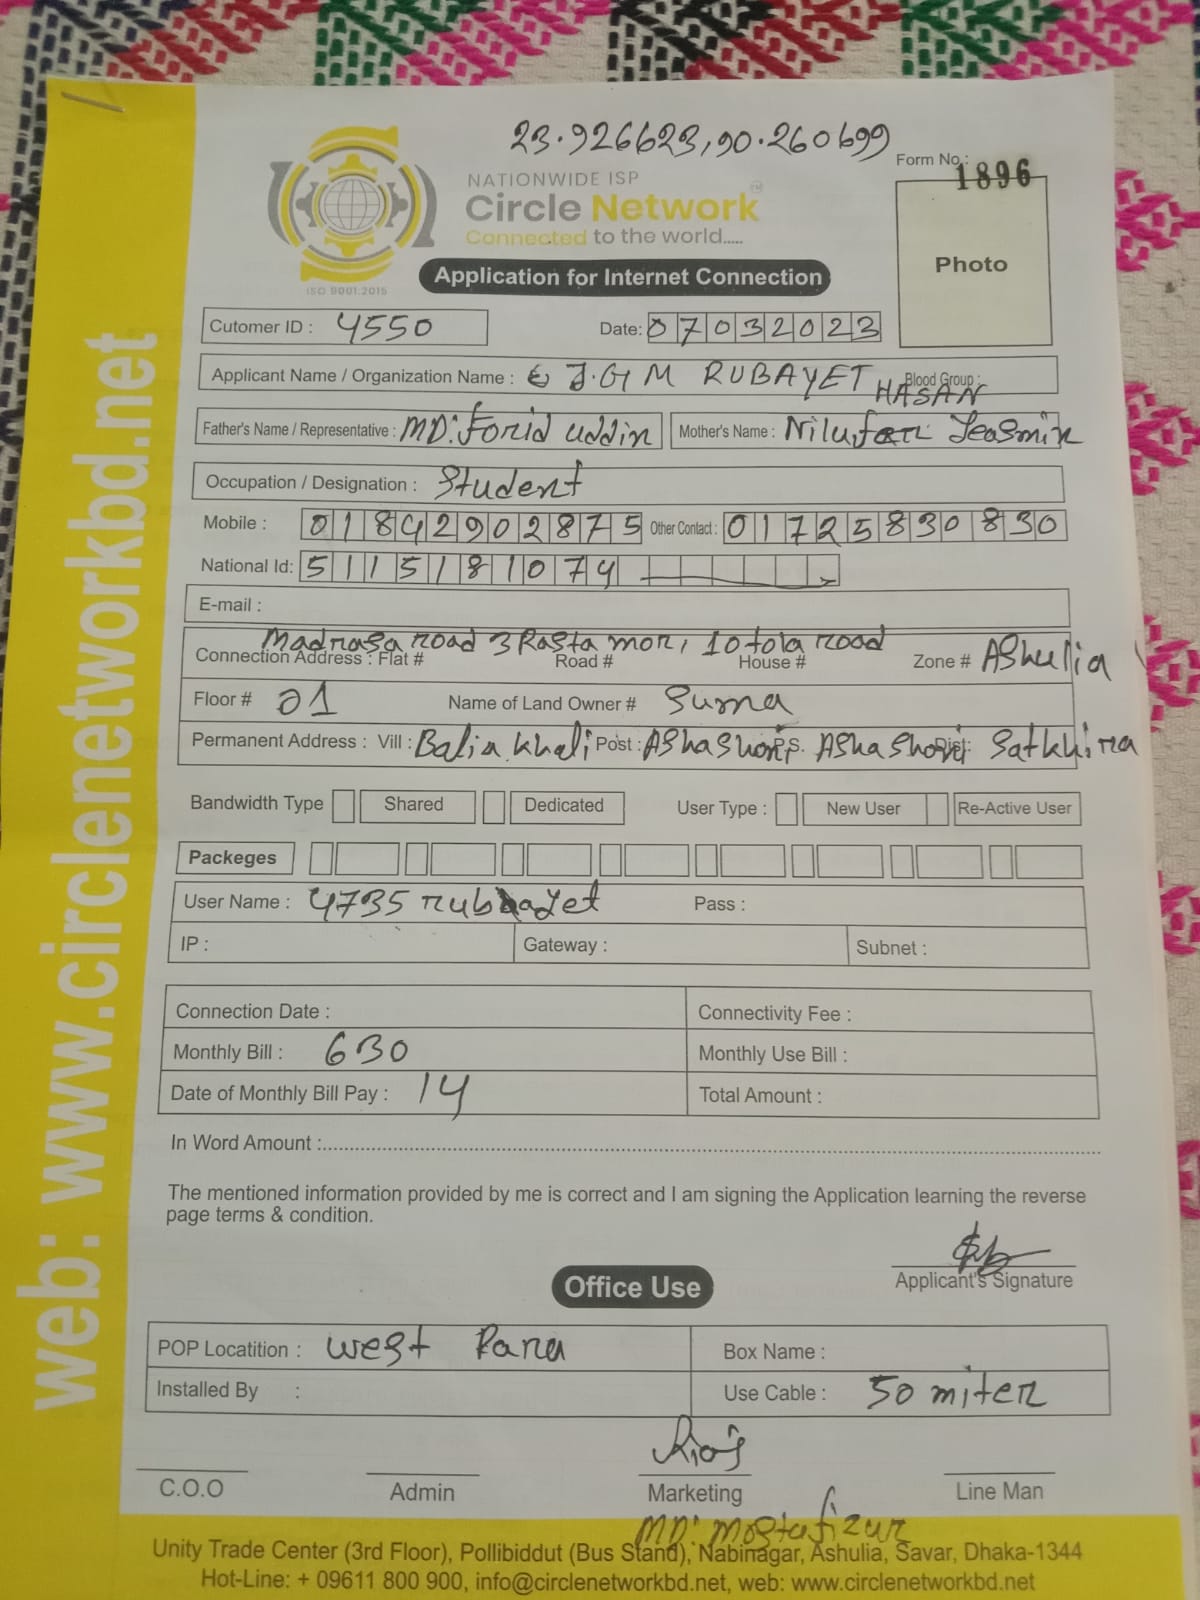 23.926623,90.260699
Form No.: 1896
NATIONWIDE ISP
Circle Network
TM
Connected to the world.....
Photo
ISO 9001:2015
Application for Internet Connection
Cutomer ID : 4550 Date: 07032023
Applicant Name / Organization Name : J.G M RUBAYET HASAN Blood Group :
Father's Name / Representative : MD: Forid uddin Mother's Name : Nilufar Yeasmin
Occupation / Designation : Student
Mobile : 01842902875 Other Contact : 01725830830
National Id: 5115181074
E-mail :
Madrasa road 3 Rasta mor, 10 tola road
Connection Address : Flat # Road # House # Zone # AShulia
Floor # 01 Name of Land Owner # Suma
Permanent Address : Vill : Balia khali Post : AShaShoni P.S. AShaShoni Dist: Satkhira
Bandwidth Type Shared Dedicated User Type : New User Re-Active User
Packeges
User Name : 4735 rubayet Pass :
IP : Gateway : Subnet :
Connection Date : Connectivity Fee :
Monthly Bill : 630 Monthly Use Bill :
Date of Monthly Bill Pay : 14 Total Amount :
In Word Amount :
The mentioned information provided by me is correct and I am signing the Application learning the reverse
page terms & condition.
Applicant's Signature
Office Use
POP Locatition : west Para Box Name :
Installed By : Use Cable : 50 miter
C.O.O Admin Marketing Line Man
MD: Mostafizur
Unity Trade Center (3rd Floor), Pollibiddut (Bus Stand), Nabinagar, Ashulia, Savar, Dhaka-1344
Hot-Line: + 09611 800 900, info@circlenetworkbd.net, web: www.circlenetworkbd.net
web: www.circlenetworkbd.net